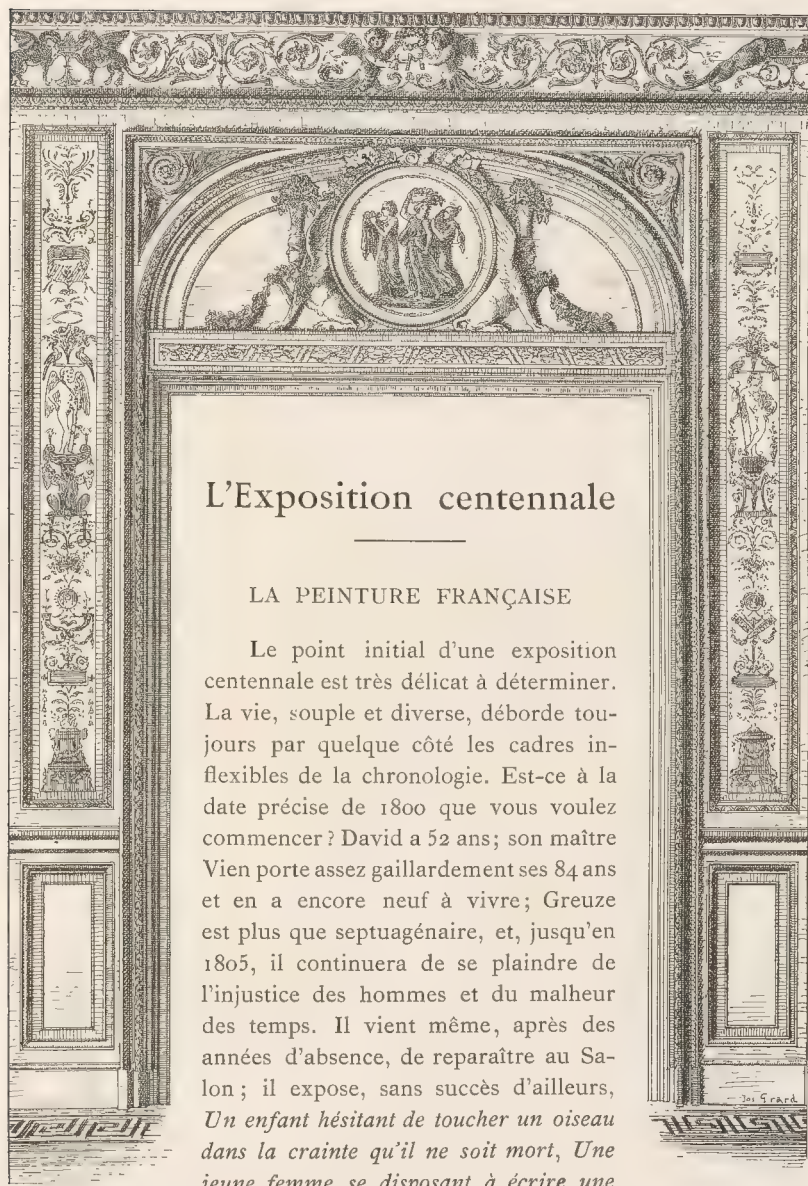 L'Exposition centennale
LA PEINTURE FRANÇAISE
Le point initial d'une exposition
centennale est très délicat à déterminer.
La vie, souple et diverse, déborde tou-
jours par quelque côté les cadres in-
flexibles de la chronologie. Est-ce à la
date précise de 1800 que vous voulez
commencer ? David a 52 ans; son maître
Vien porte assez gaillardement ses 84 ans
et en a encore neuf à vivre; Greuze
est plus que septuagénaire, et, jusqu'en
1805, il continuera de se plaindre de
l'injustice des hommes et du malheur
des temps. Il vient même, après des
années d'absence, de reparaître au Sa-
lon; il expose, sans succès d'ailleurs,
Un enfant hésitant de toucher un oiseau
dans la crainte qu'il ne soit mort, Une
jeune femme se disposant à écrire une